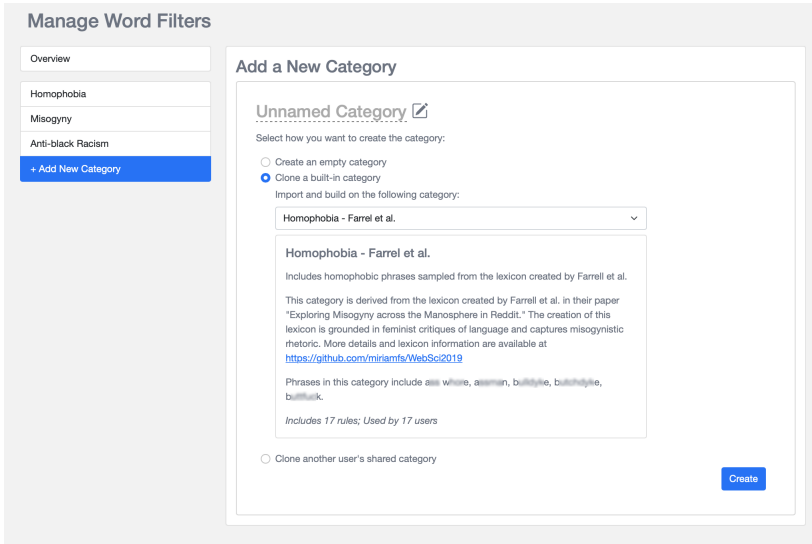 Manage Word Filters
Overview
Homophobia
Misogyny
Anti-black Racism
+ Add New Category
Add a New Category
Unnamed Category
Select how you want to create the category:
Create an empty category
Clone a built-in category
Import and build on the following category:
Homophobia - Farrel et al.
Homophobia - Farrel et al.
Includes homophobic phrases sampled from the lexicon created by Farrell et al.
This category is derived from the lexicon created by Farrell et al. in their paper
"Exploring Misogyny across the Manosphere in Reddit." The creation of this
lexicon is grounded in feminist critiques of language and captures misogynistic
rhetoric. More details and lexicon information are available at
https://github.com/miriamfs/WebSci2019
Phrases in this category include
Includes 17 rules; Used by 17 users
Clone another user's shared category
Create